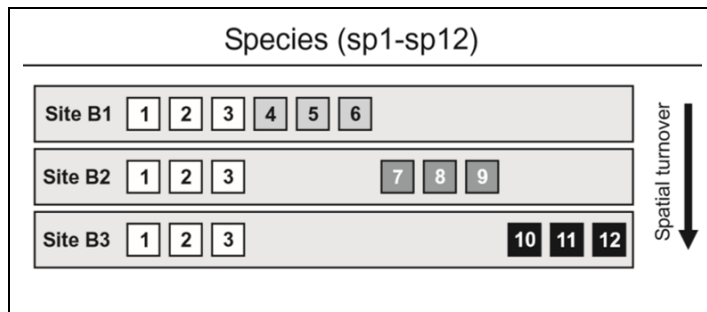 Species (sp1-sp12)
Site B1 1 2 3 4 5 6
Site B2 1 2 3 7 8 9
Site B3 1 2 3 10 11 12
Spatial turnover